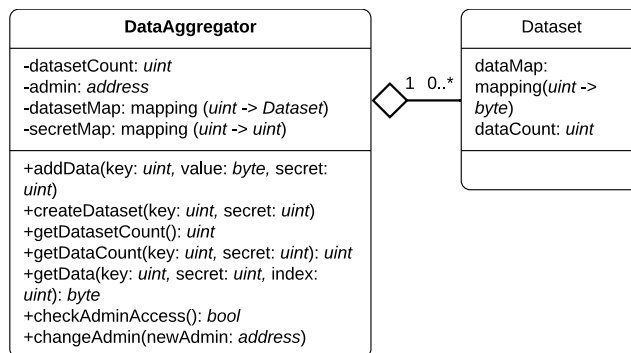 DataAggregator
-datasetCount: uint
-admin: address
-datasetMap: mapping (uint -> Dataset)
-secretMap: mapping (uint -> uint)
+addData(key: uint, value: byte, secret:
uint)
+createDataset(key: uint, secret: uint)
+getDatasetCount(): uint
+getDataCount(key: uint, secret: uint): uint
+getData(key: uint, secret: uint, index:
uint): byte
+checkAdminAccess(): bool
+changeAdmin(newAdmin: address)
1 0..*
Dataset
dataMap:
mapping(uint ->
byte)
dataCount: uint